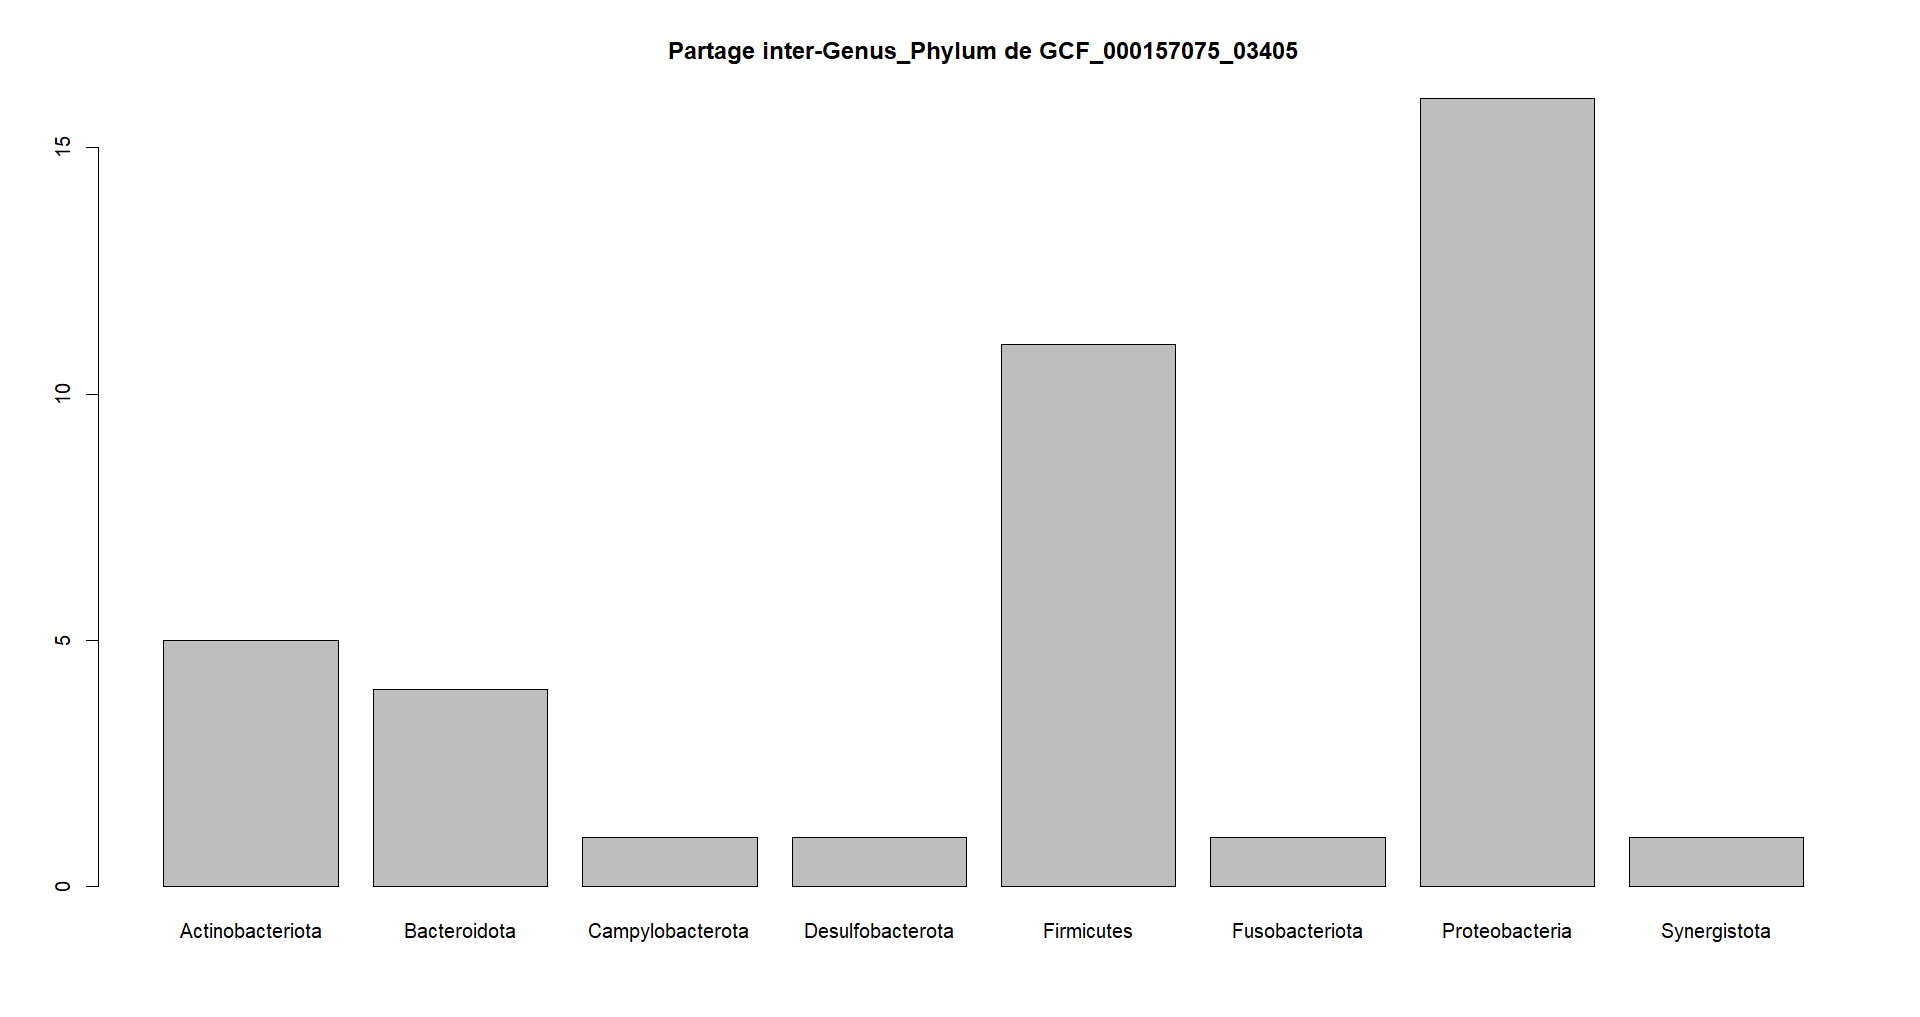 Partage inter-Genus_Phylum de GCF_000157075_03405
15
10
5
0
Actinobacteriota Bacteroidota Campylobacterota Desulfobacterota Firmicutes Fusobacteriota Proteobacteria Synergistota